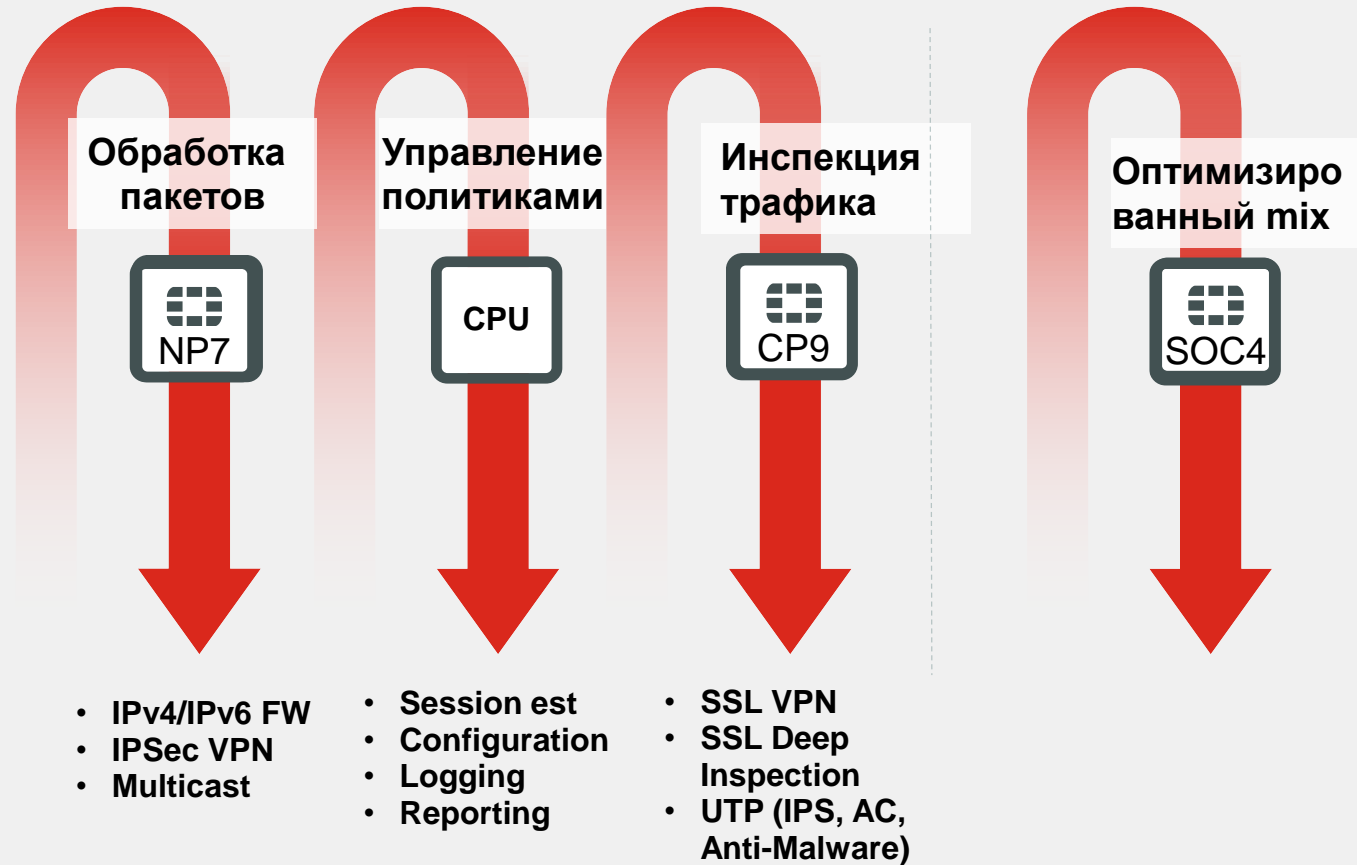 Обработка
пакетов
NP7
IPv4/IPv6 FW
IPSec VPN
Multicast
Управление
политиками
CPU
Session est
Configuration
Logging
Reporting
Инспекция
трафика
CP9
SSL VPN
SSL Deep
Inspection
UTP (IPS, AC,
Anti-Malware)
Оптимизиро
ванный mix
SOC4